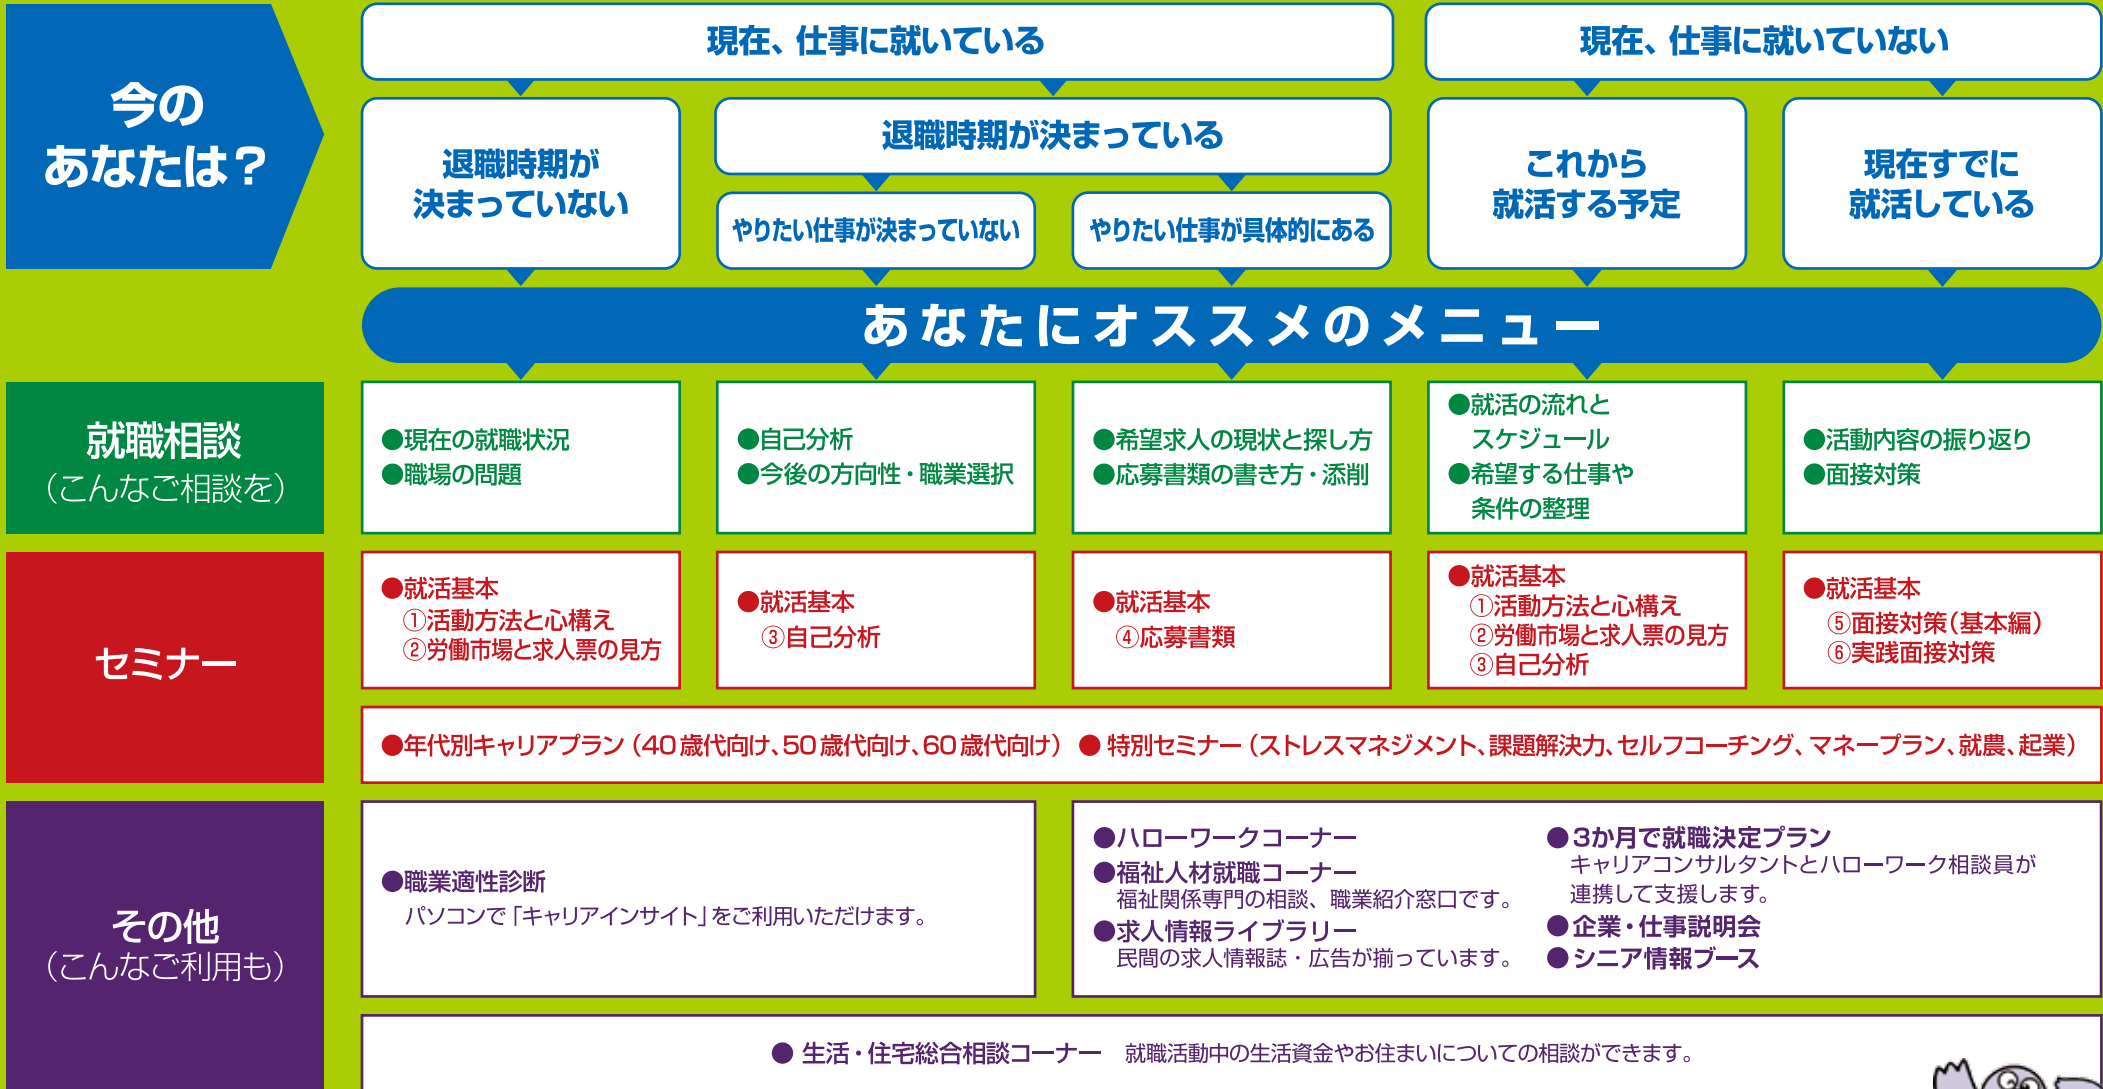 今の
あなたは？
現在、仕事に就いている
現在、仕事に就いていない
退職時期が
決まっていない
退職時期が決まっている
やりたい仕事が決まっていない
やりたい仕事が具体的にある
これから
就活する予定
現在すでに
就活している
あなたにオススメのメニュー
就職相談
（こんなご相談を）
●現在の就職状況
●職場の問題
●自己分析
●今後の方向性・職業選択
●希望求人の現状と探し方
●応募書類の書き方・添削
●就活の流れと
スケジュール
●希望する仕事や
条件の整理
●活動内容の振り返り
●面接対策
セミナー
●就活基本
①活動方法と心構え
②労働市場と求人票の見方
●就活基本
③自己分析
●就活基本
④応募書類
●就活基本
①活動方法と心構え
②労働市場と求人票の見方
③自己分析
●就活基本
⑤面接対策（基本編）
⑥実践面接対策
●年代別キャリアプラン（40歳代向け、50歳代向け、60歳代向け） ● 特別セミナー（ストレスマネジメント、課題解決力、セルフコーチング、マネープラン、就農、起業）
その他
（こんなご利用も）
●職業適性診断
パソコンで「キャリアインサイト」をご利用いただけます。
●ハローワークコーナー
●福祉人材就職コーナー
福祉関係専門の相談、職業紹介窓口です。
●求人情報ライブラリー
民間の求人情報誌・広告が揃っています。
●3か月で就職決定プラン
キャリアコンサルタントとハローワーク相談員が
連携して支援します。
●企業・仕事説明会
●シニア情報ブース
● 生活・住宅総合相談コーナー 就職活動中の生活資金やお住まいについての相談ができます。